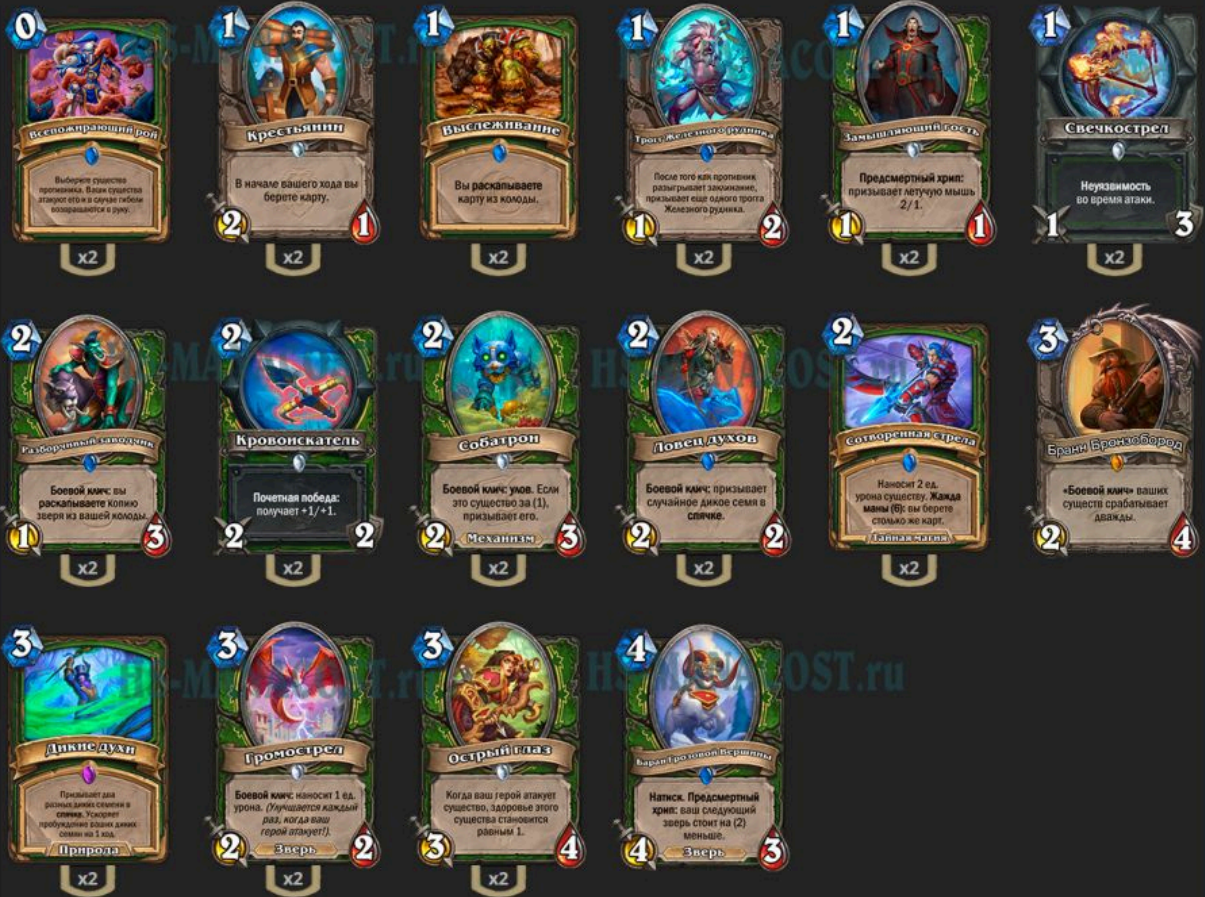 0
Всепожирающий рой
Выберите существо
противника. Ваши существа
атакуют его и в случае гибели
возвращаются в руку.
x2
1
Крестьянин
В начале вашего хода вы
берете карту.
2
1
x2
1
Выслеживание
Вы раскапываете
карту из колоды.
x2
1
Трогг Железного рудника
После того как противник
разыгрывает заклинание,
призывает еще одного трогга
Железного рудника.
1
2
x2
1
Замышляющий гость
Предсмертный хрип:
призывает летучую мышь
2/1.
1
1
x2
1
Свечкострел
Неуязвимость
во время атаки.
1
3
x2
2
Разборчивый заводчик
Боевой клич: вы
раскапываете копию
зверя из вашей колоды.
1
3
x2
2
Кровоискатель
Почетная победа:
получает +1/+1.
2
2
x2
2
Собатрон
Боевой клич: улов. Если
это существо за (1),
призывает его.
2
Механизм
3
x2
2
Ловец духов
Боевой клич: призывает
случайное дикое семя в
спячке.
2
2
x2
2
Сотворенная стрела
Наносит 2 ед.
урона существу. Жажда
маны (6): вы берете
столько же карт.
Тайная магия
x2
3
Бранн Бронзобород
«Боевой клич» ваших
существ срабатывает
дважды.
2
4
3
Дикие духи
Призывает два
разных диких семени в
спячке. Ускоряет
пробуждение ваших диких
семян на 1 ход.
Природа
x2
3
Громострел
Боевой клич: наносит 1 ед.
урона. (Улучшается каждый
раз, когда ваш
герой атакует!).
2
Зверь
2
x2
3
Острый глаз
Когда ваш герой атакует
существо, здоровье этого
существа становится
равным 1.
3
4
x2
4
Баран Грозовой Вершины
Натиск. Предсмертный
хрип: ваш следующий
зверь стоит на (2)
меньше.
4
Зверь
3
HS-MANACOST.ru